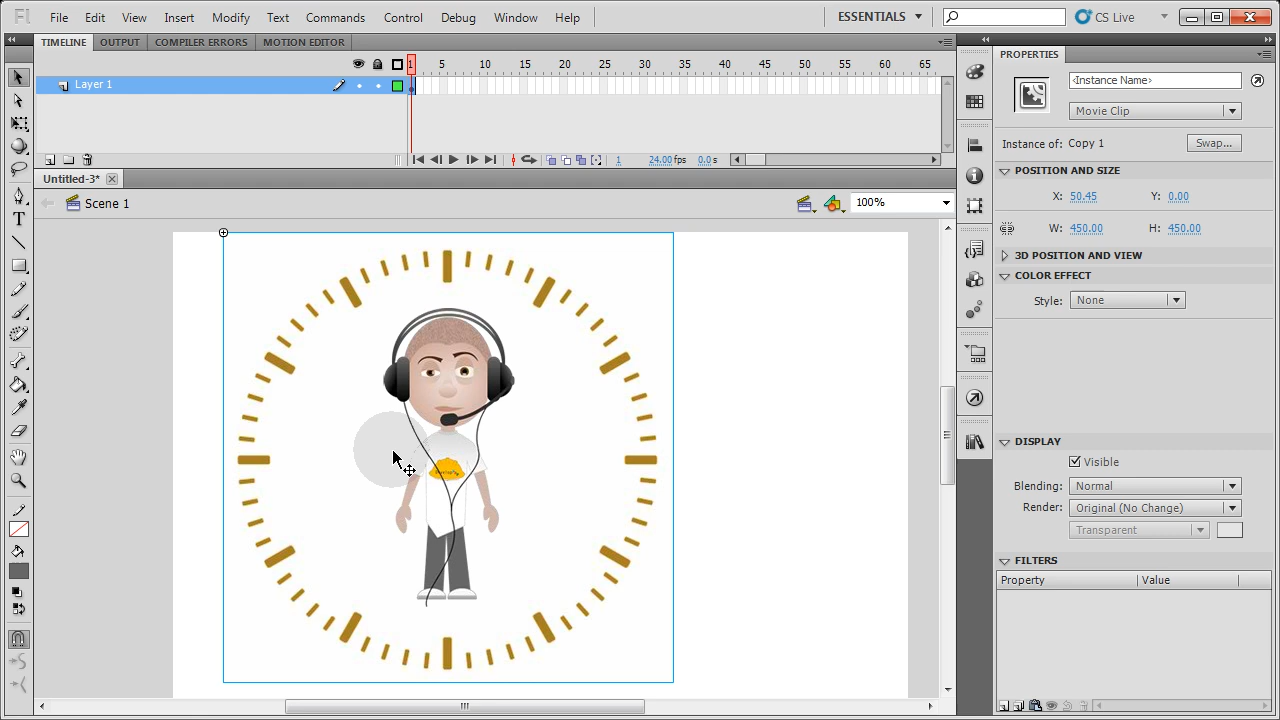 Fl File Edit View Insert Modify Text Commands Control Debug Window Help ESSENTIALS CS Live
TIMELINE OUTPUT COMPILER ERRORS MOTION EDITOR
1 5 10 15 20 25 30 35 40 45 50 55 60 65
Layer 1
1 24.00 fps 0.0 s
Untitled-3*
Scene 1 100%
PROPERTIES
<Instance Name>
Movie Clip
Instance of: Copy 1 Swap...
POSITION AND SIZE
X: 50.45 Y: 0.00
W: 450.00 H: 450.00
3D POSITION AND VIEW
COLOR EFFECT
Style: None
DISPLAY
Visible
Blending: Normal
Render: Original (No Change)
Transparent
FILTERS
Property Value